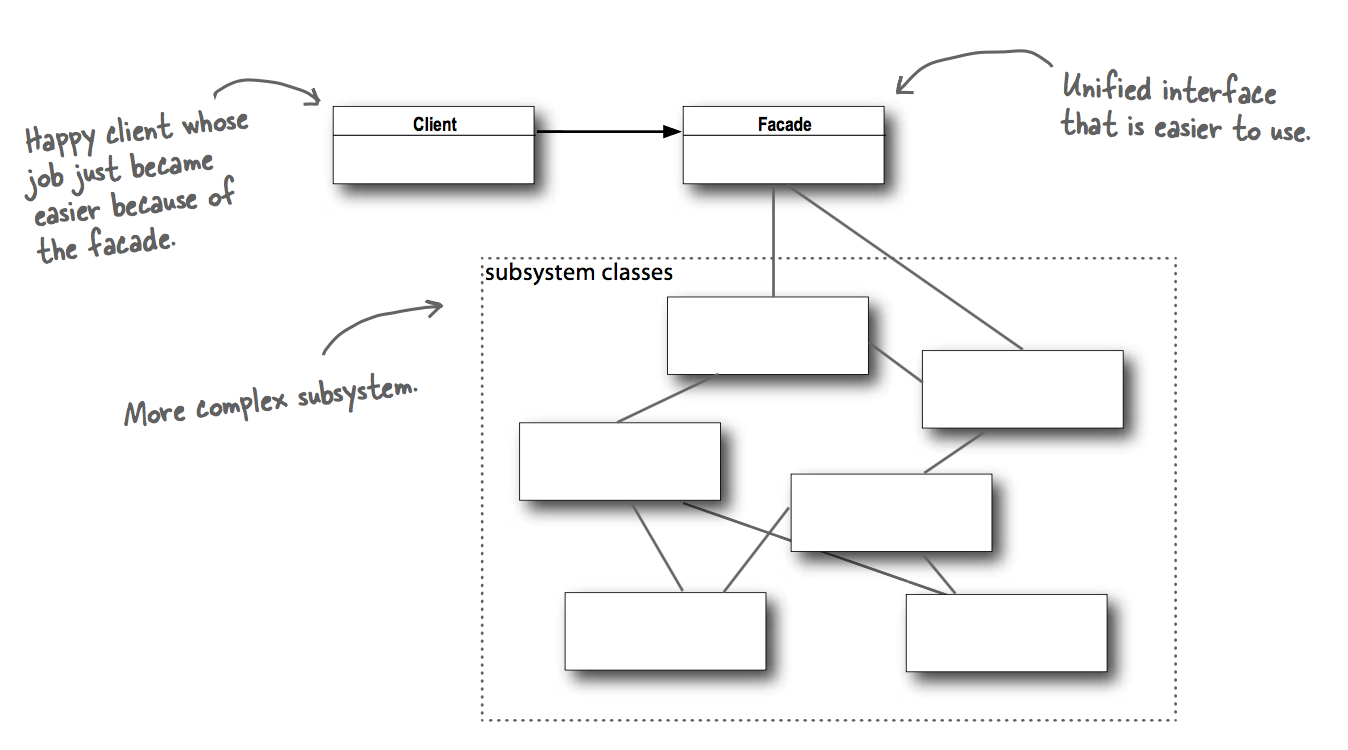 Happy client whose
job just became
easier because of
the facade.
Client
Facade
Unified interface
that is easier to use.
subsystem classes
More complex subsystem.